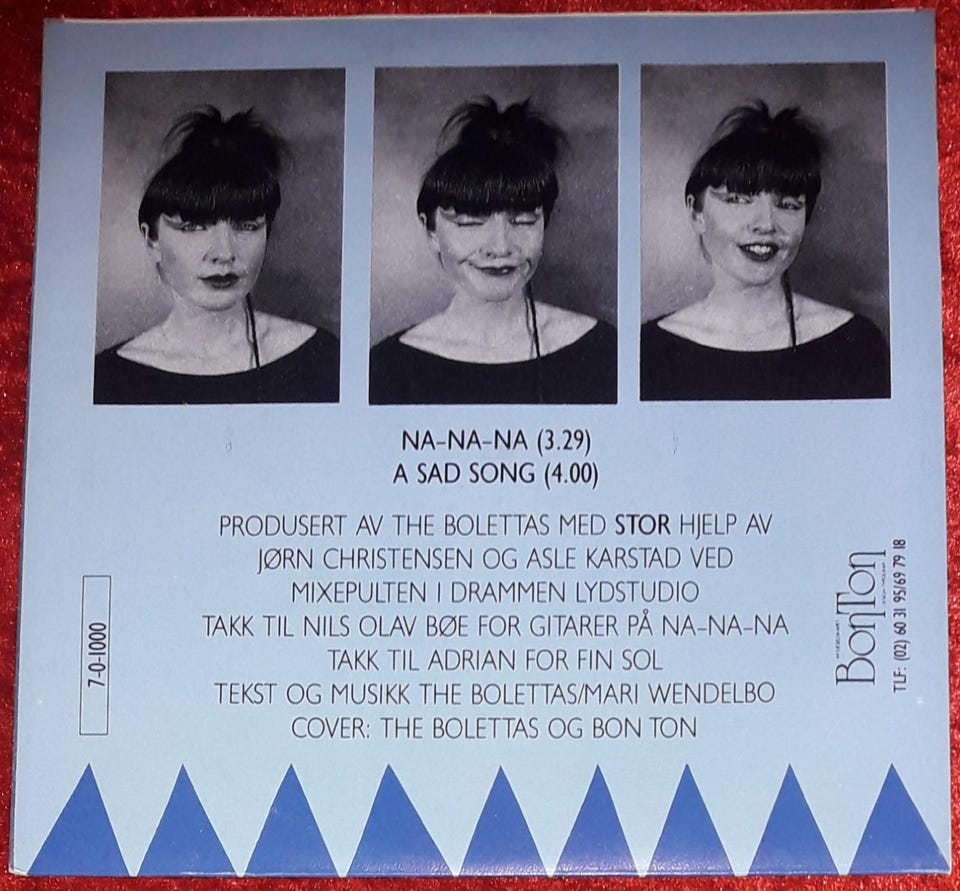 NA-NA-NA (3.29)
A SAD SONG (4.00)
PRODUSERT AV THE BOLETTAS MED STOR HJELP AV
JØRN CHRISTENSEN OG ASLE KARSTAD VED
MIXEPULTEN I DRAMMEN LYDSTUDIO
TAKK TIL NILS OLAV BØE FOR GITARER PÅ NA-NA-NA
TAKK TIL ADRIAN FOR FIN SOL
TEKST OG MUSIKK THE BOLETTAS/MARI WENDELBO
COVER: THE BOLETTAS OG BON TON
7-0-1000
BONTON
TLF: (02) 60 31 95/69 79 18